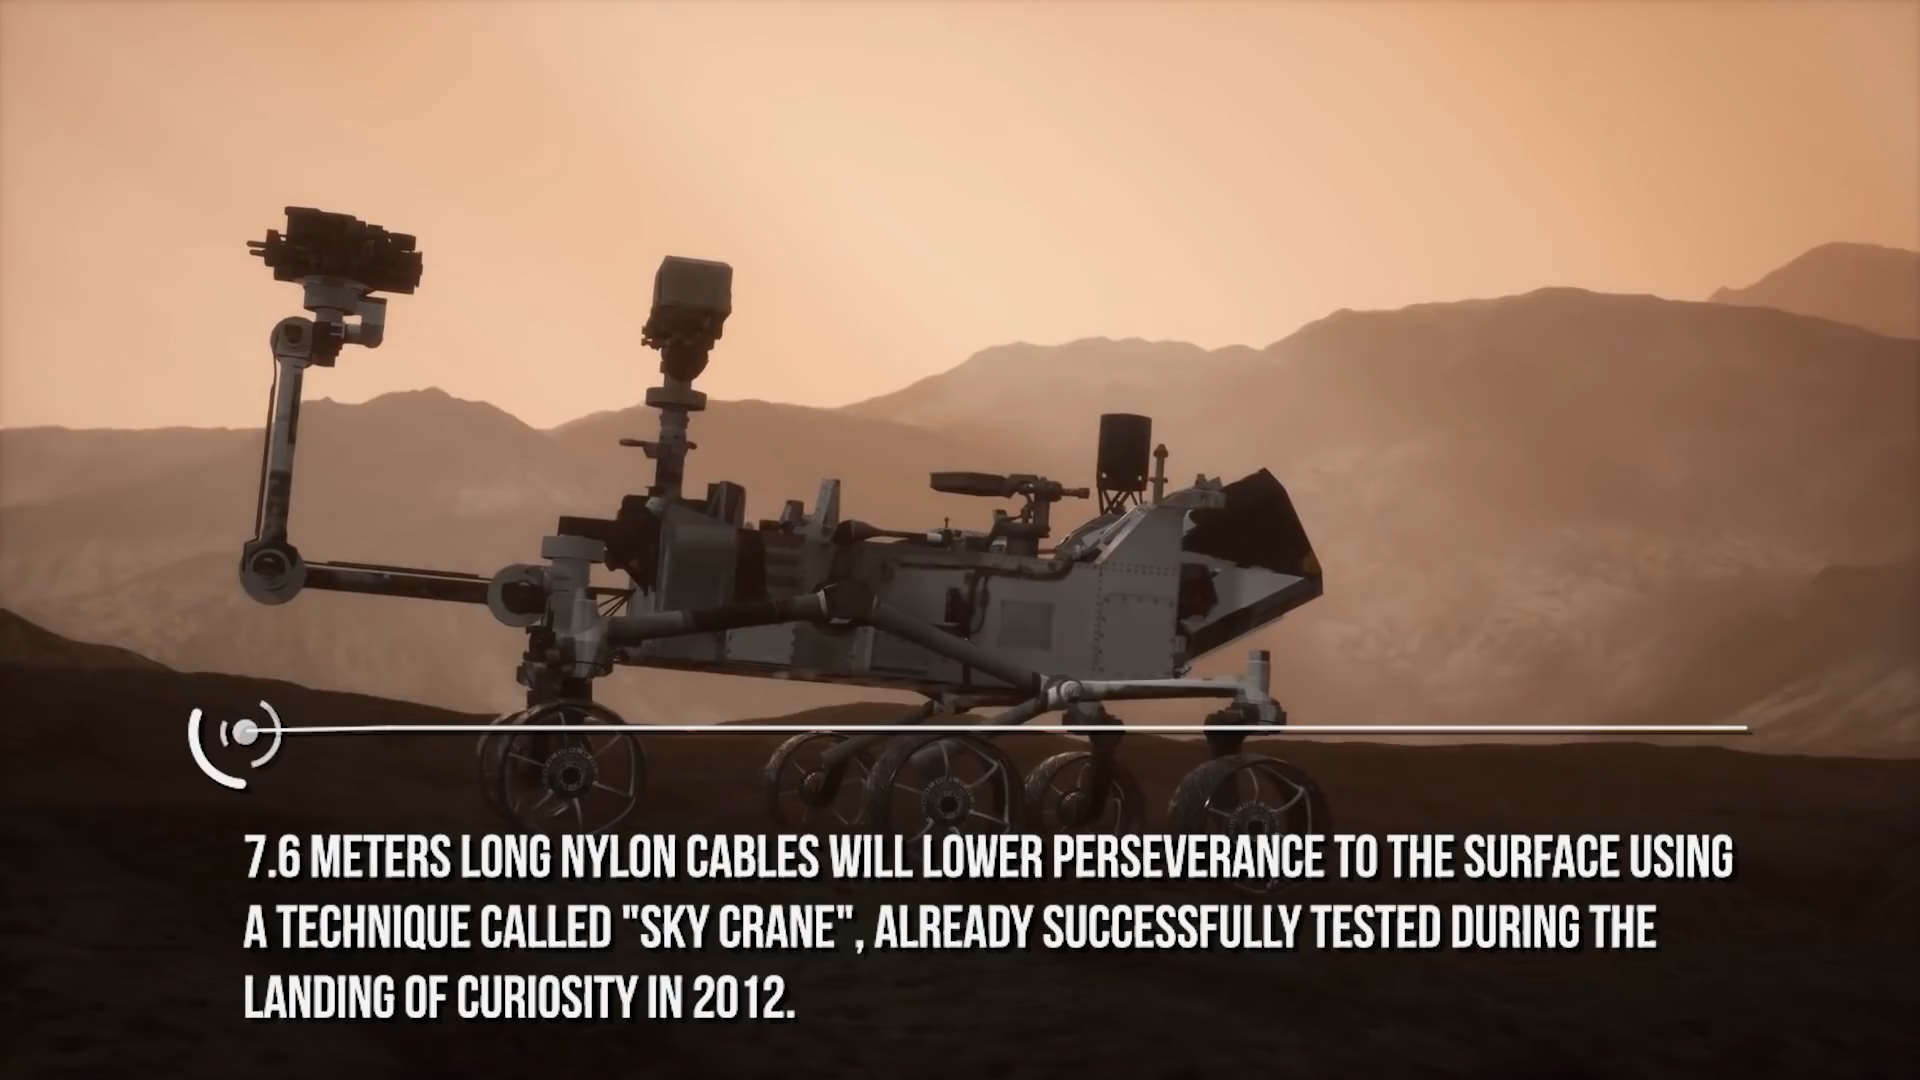 7.6 METERS LONG NYLON CABLES WILL LOWER PERSEVERANCE TO THE SURFACE USING
A TECHNIQUE CALLED "SKY CRANE", ALREADY SUCCESSFULLY TESTED DURING THE
LANDING OF CURIOSITY IN 2012.